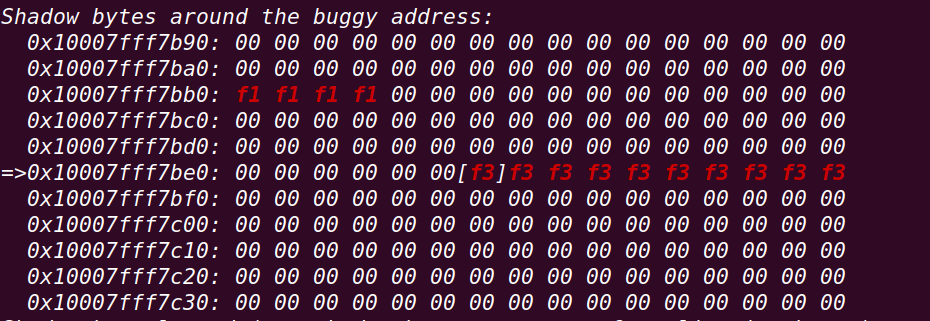 Shadow bytes around the buggy address:
  0x10007fff7b90: 00 00 00 00 00 00 00 00 00 00 00 00 00 00 00 00
  0x10007fff7ba0: 00 00 00 00 00 00 00 00 00 00 00 00 00 00 00 00
  0x10007fff7bb0: f1 f1 f1 f1 00 00 00 00 00 00 00 00 00 00 00 00
  0x10007fff7bc0: 00 00 00 00 00 00 00 00 00 00 00 00 00 00 00 00
  0x10007fff7bd0: 00 00 00 00 00 00 00 00 00 00 00 00 00 00 00 00
=>0x10007fff7be0: 00 00 00 00 00 00[f3]f3 f3 f3 f3 f3 f3 f3 f3 f3
  0x10007fff7bf0: 00 00 00 00 00 00 00 00 00 00 00 00 00 00 00 00
  0x10007fff7c00: 00 00 00 00 00 00 00 00 00 00 00 00 00 00 00 00
  0x10007fff7c10: 00 00 00 00 00 00 00 00 00 00 00 00 00 00 00 00
  0x10007fff7c20: 00 00 00 00 00 00 00 00 00 00 00 00 00 00 00 00
  0x10007fff7c30: 00 00 00 00 00 00 00 00 00 00 00 00 00 00 00 00